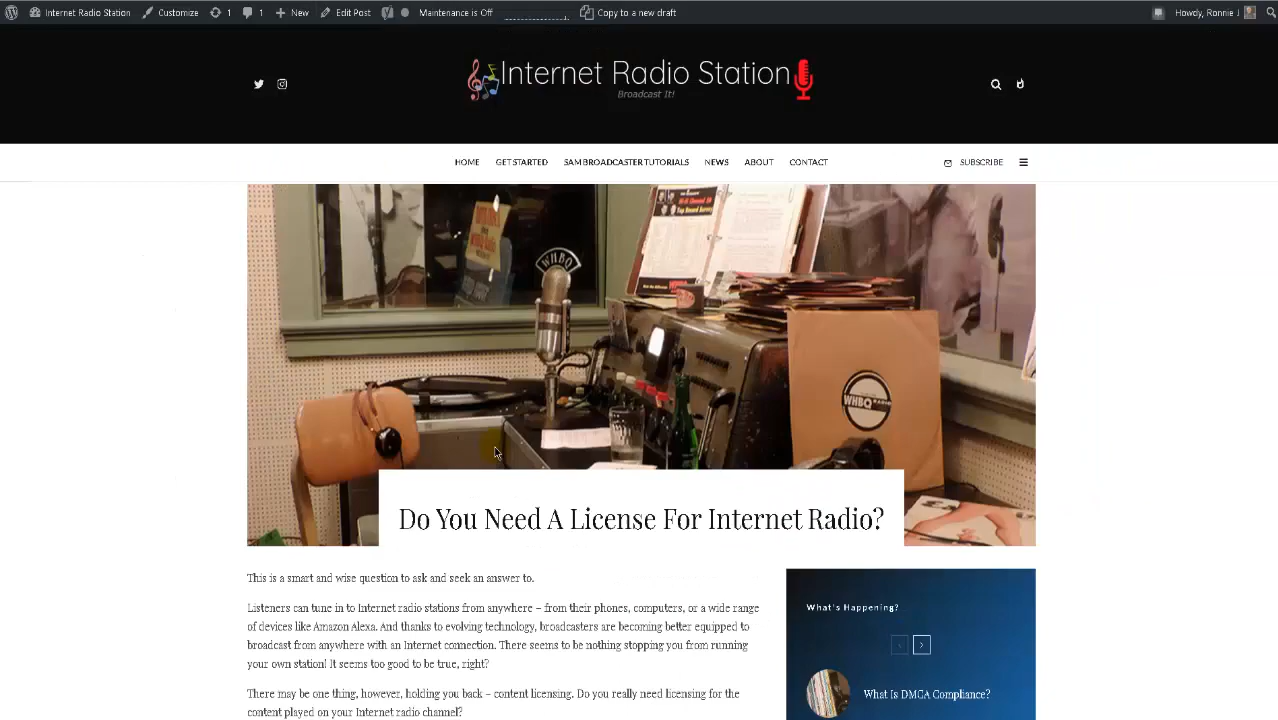 Internet Radio Station
Customize
1
1
New
Edit Post
Maintenance is Off
Copy to a new draft
Howdy, Ronnie J
Internet Radio Station
Broadcast It!
HOME
GET STARTED
SAM BROADCASTER TUTORIALS
NEWS
ABOUT
CONTACT
SUBSCRIBE
WHBQ
WHBQ
RADIO
Do You Need A License For Internet Radio?
This is a smart and wise question to ask and seek an answer to.
Listeners can tune in to Internet radio stations from anywhere – from their phones, computers, or a wide range
of devices like Amazon Alexa. And thanks to evolving technology, broadcasters are becoming better equipped to
broadcast from anywhere with an Internet connection. There seems to be nothing stopping you from running
your own station! It seems too good to be true, right?
There may be one thing, however, holding you back – content licensing. Do you really need licensing for the
content played on your Internet radio channel?
What's Happening?
What Is DMCA Compliance?